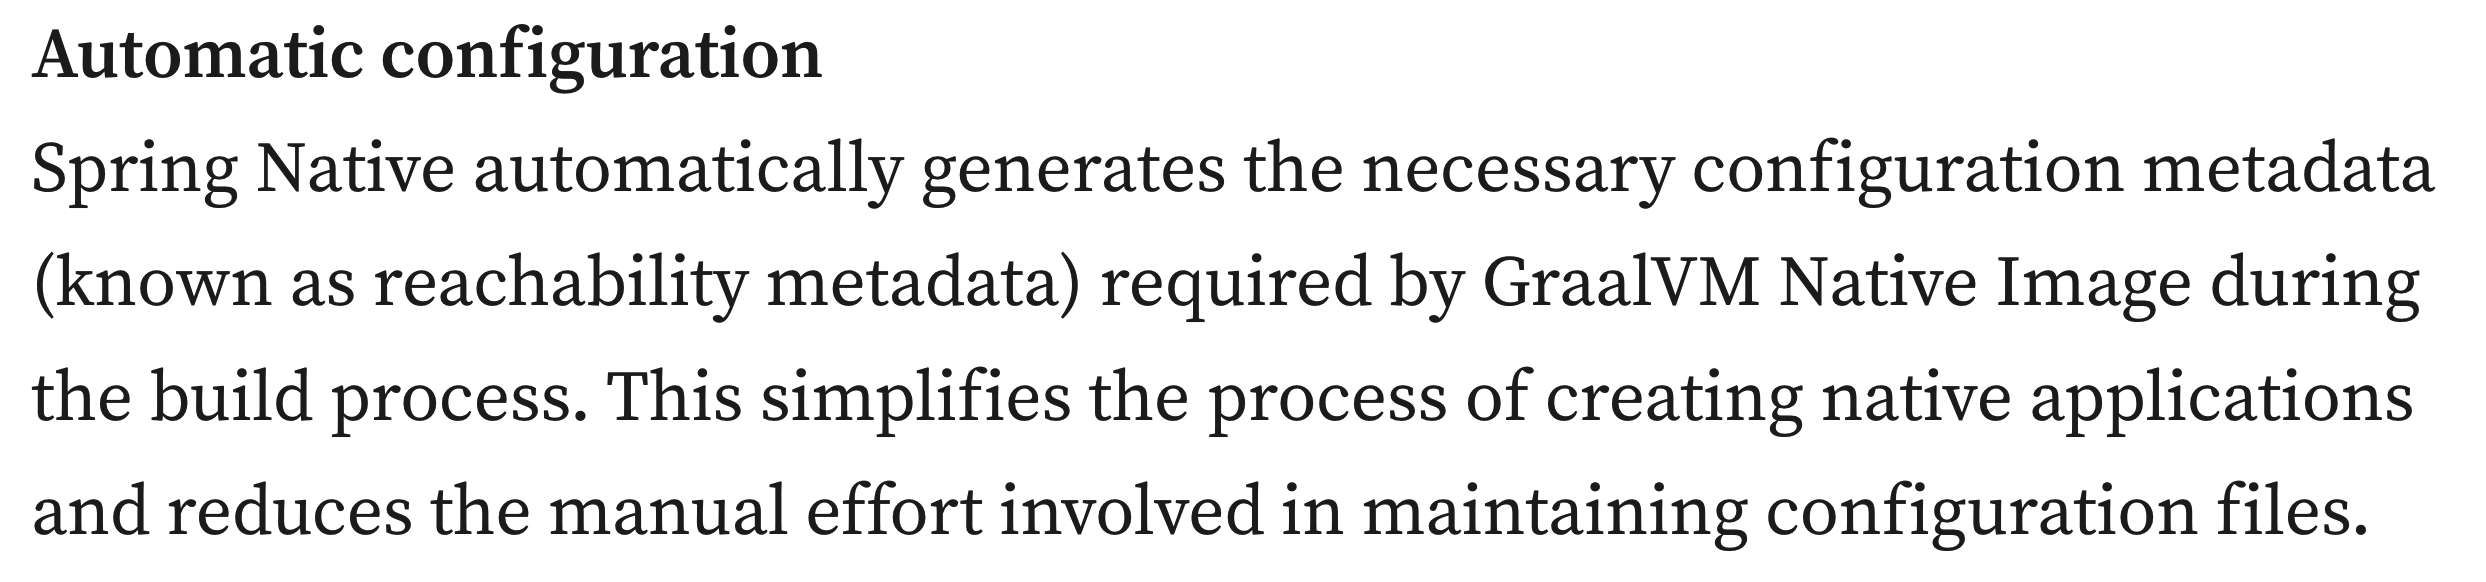 Automatic configuration
Spring Native automatically generates the necessary configuration metadata
(known as reachability metadata) required by GraalVM Native Image during
the build process. This simplifies the process of creating native applications
and reduces the manual effort involved in maintaining configuration files.